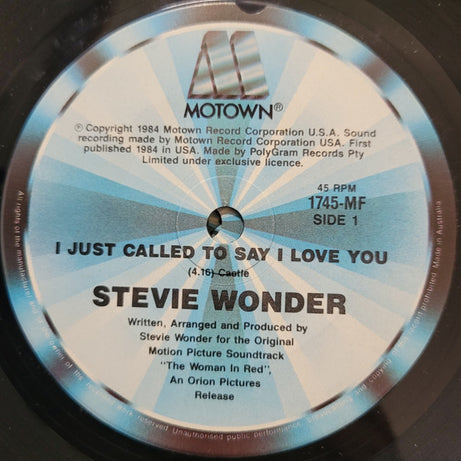 MOTOWN®
℗ Copyright 1984 Motown Record Corporation U.S.A. Sound
recording made by Motown Record Corporation USA. First
published 1984 in USA. Made by PolyGram Records Pty
Limited under exclusive licence.
45 RPM
1745-MF
SIDE 1
I JUST CALLED TO SAY I LOVE YOU
(4.16) Castle
STEVIE WONDER
Written, Arranged and Produced by
Stevie Wonder for the Original
Motion Picture Soundtrack
"The Woman In Red",
An Orion Pictures
Release
All rights of the manufacturer
work reserved Unauthorised public performance
prohibited Made in Australia